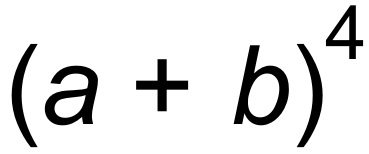 (a + b)⁴